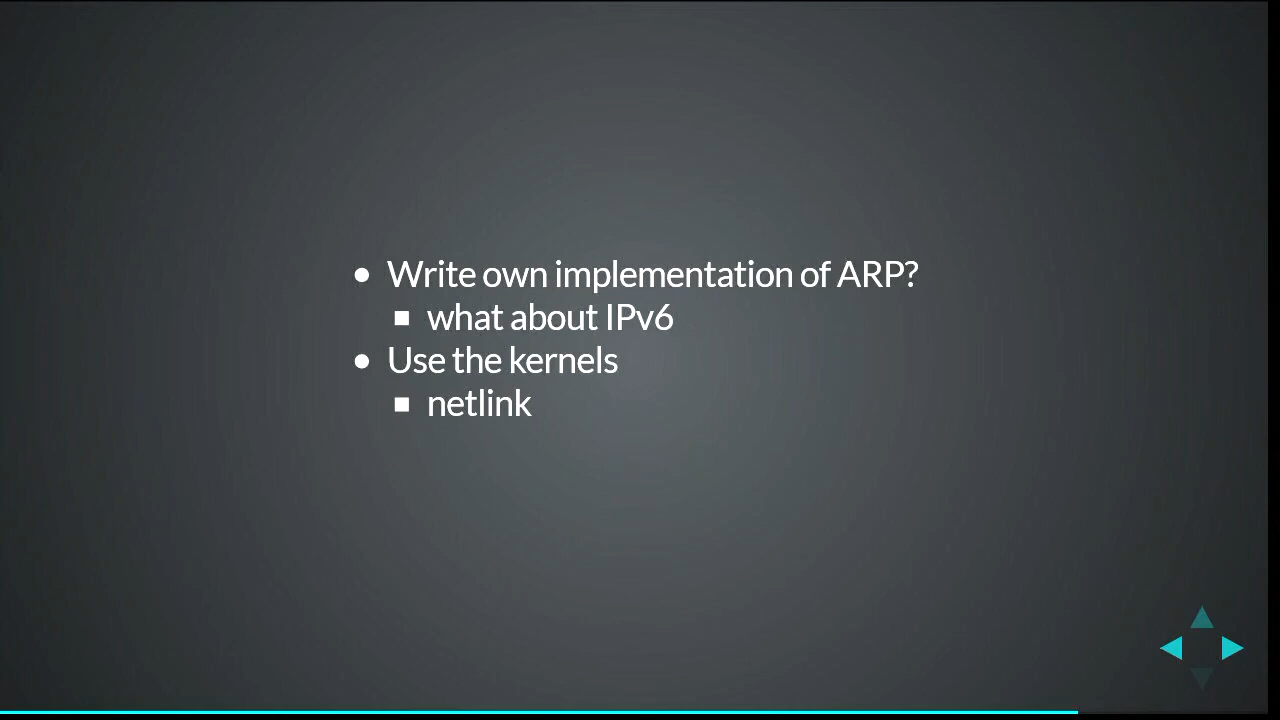 Write own implementation of ARP?
what about IPv6
Use the kernels
netlink